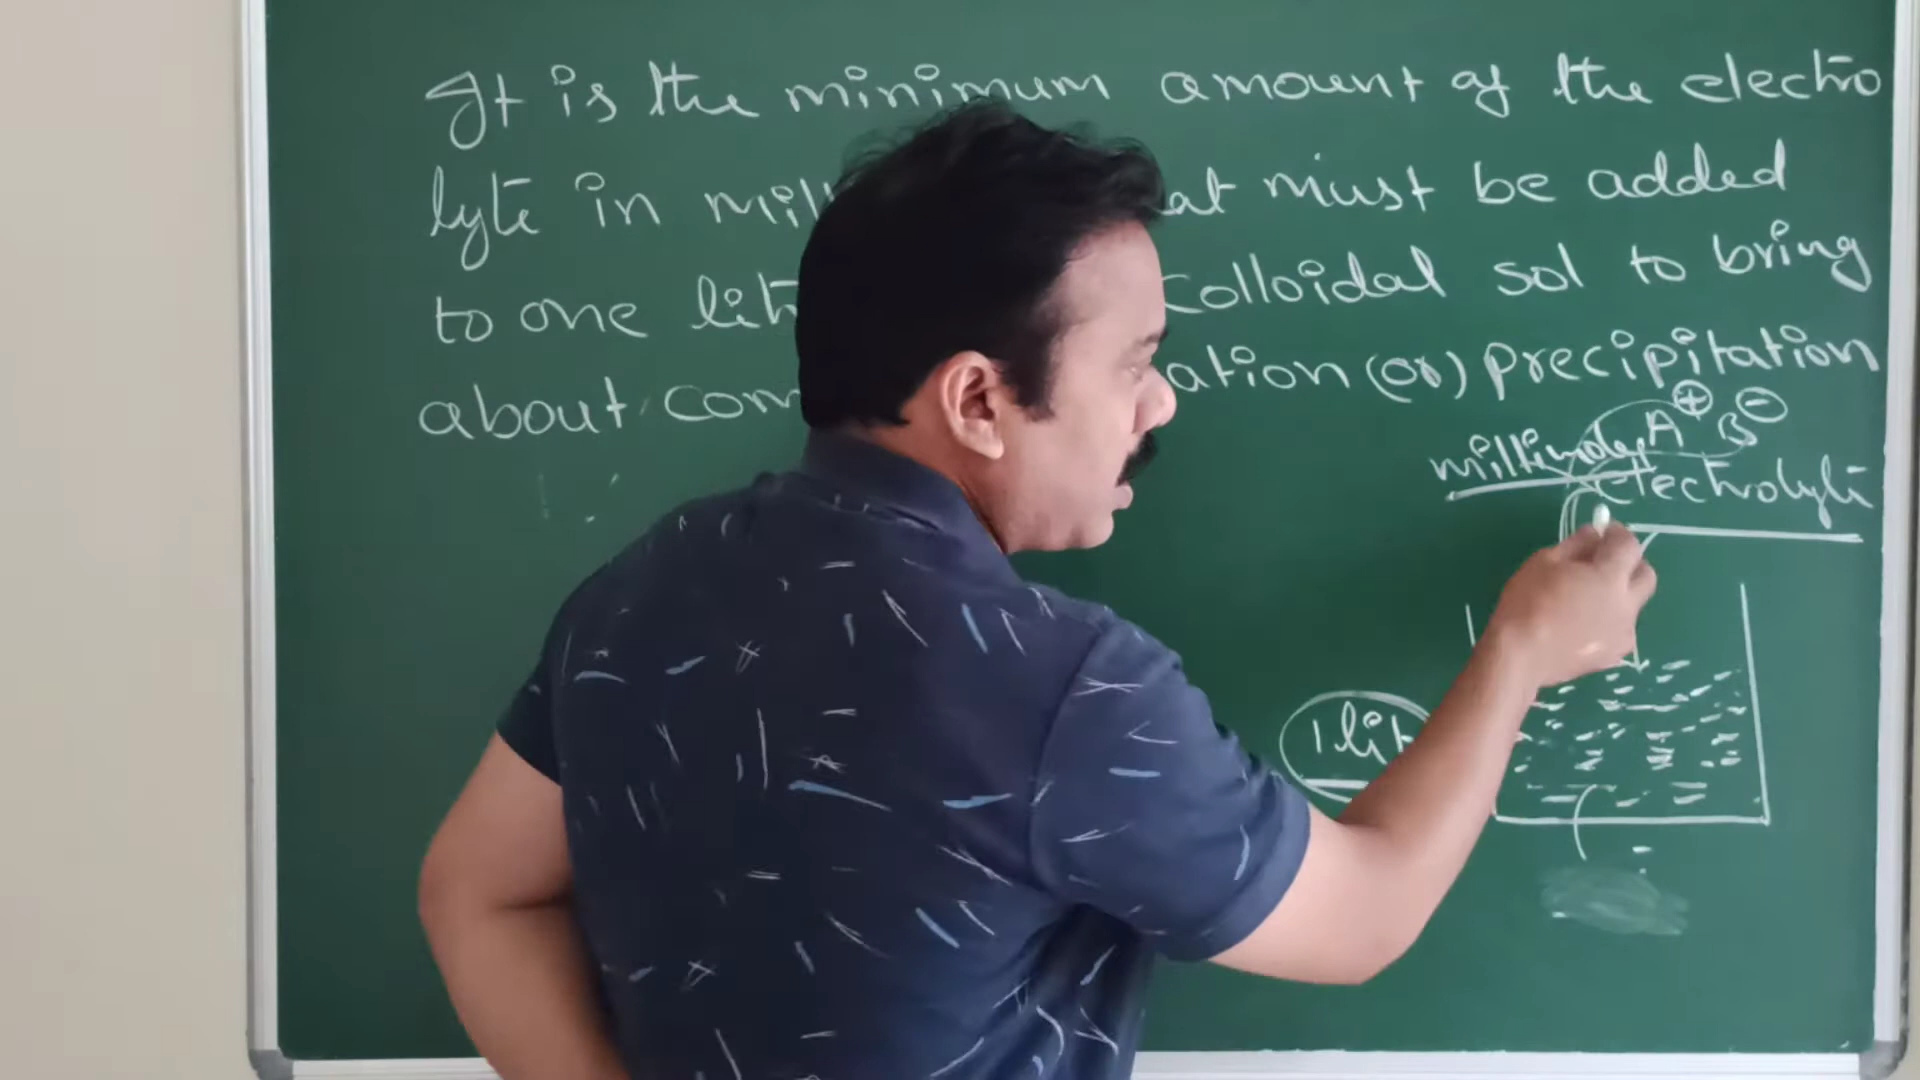 It is the minimum amount of the electro
lyte in mill at must be added
to one lit colloidal sol to bring
about com ation (or) precipitation
A⊕ B⊖
millimoles electrolyte
1 lit